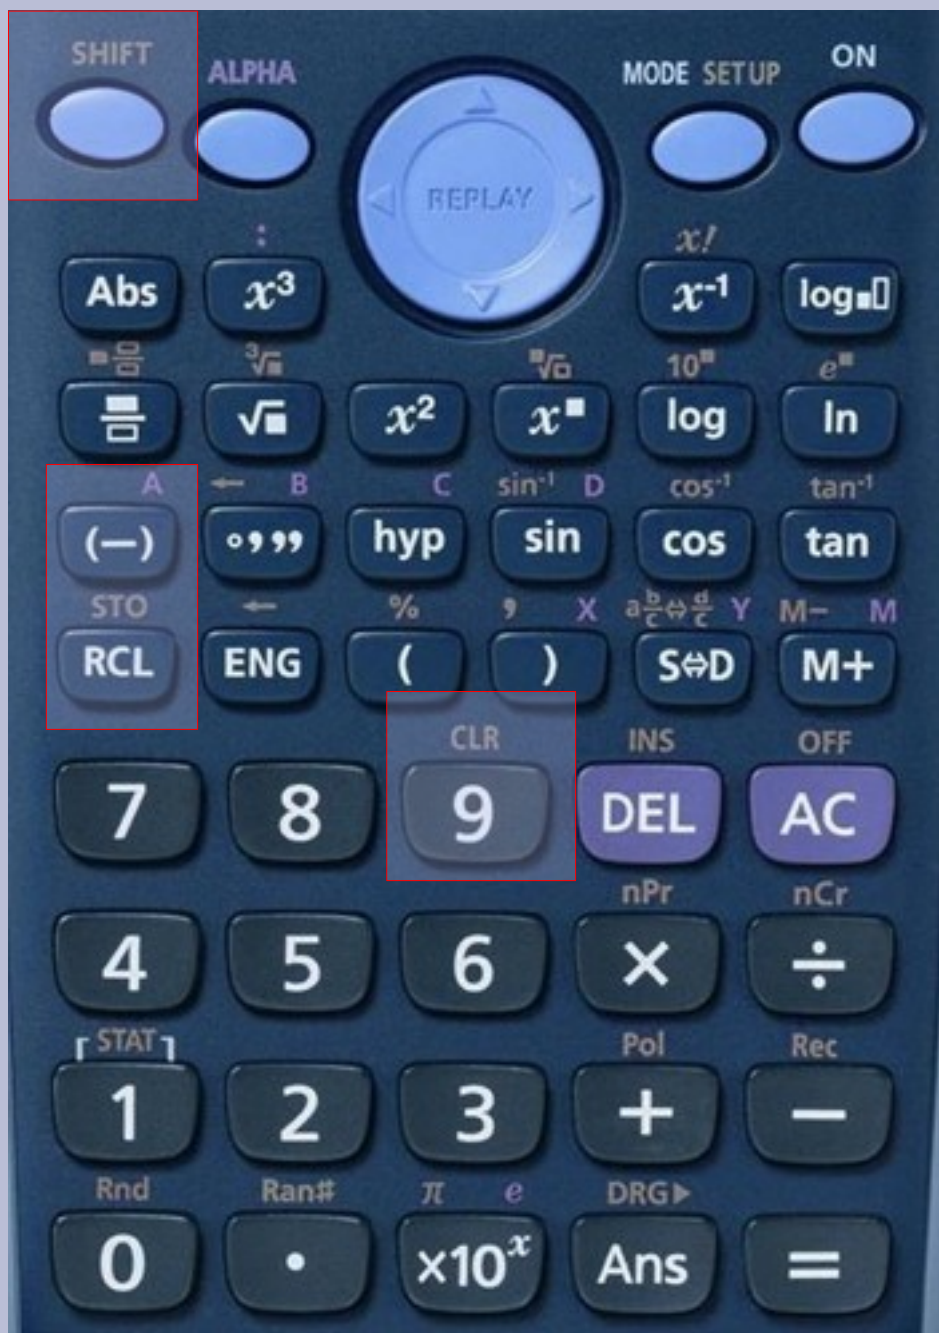 SHIFT ALPHA MODE SETUP ON
REPLAY
: x!
Abs x³ x⁻¹ log■□
■■/□ ³√■ ■√□ 10■ e■
■/□ √■ x² x■ log ln
A ← B C sin⁻¹ D cos⁻¹ tan⁻¹
(−) °,,, hyp sin cos tan
STO ← % , X a b/c⇔d/c Y M− M
RCL ENG ( ) S⇔D M+
CLR INS OFF
7 8 9 DEL AC
nPr nCr
4 5 6 × ÷
STAT Pol Rec
1 2 3 + −
Rnd Ran# π e DRG▶
0 . ×10ˣ Ans =